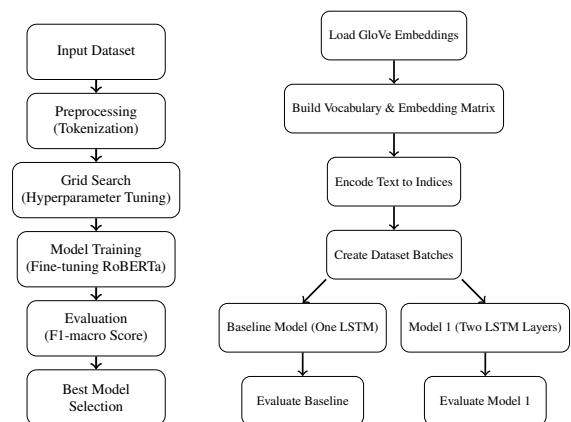 Input Dataset
Preprocessing
(Tokenization)
Grid Search
(Hyperparameter Tuning)
Model Training
(Fine-tuning RoBERTa)
Evaluation
(F1-macro Score)
Best Model
Selection
Load GloVe Embeddings
Build Vocabulary & Embedding Matrix
Encode Text to Indices
Create Dataset Batches
Baseline Model (One LSTM)
Model 1 (Two LSTM Layers)
Evaluate Baseline
Evaluate Model 1